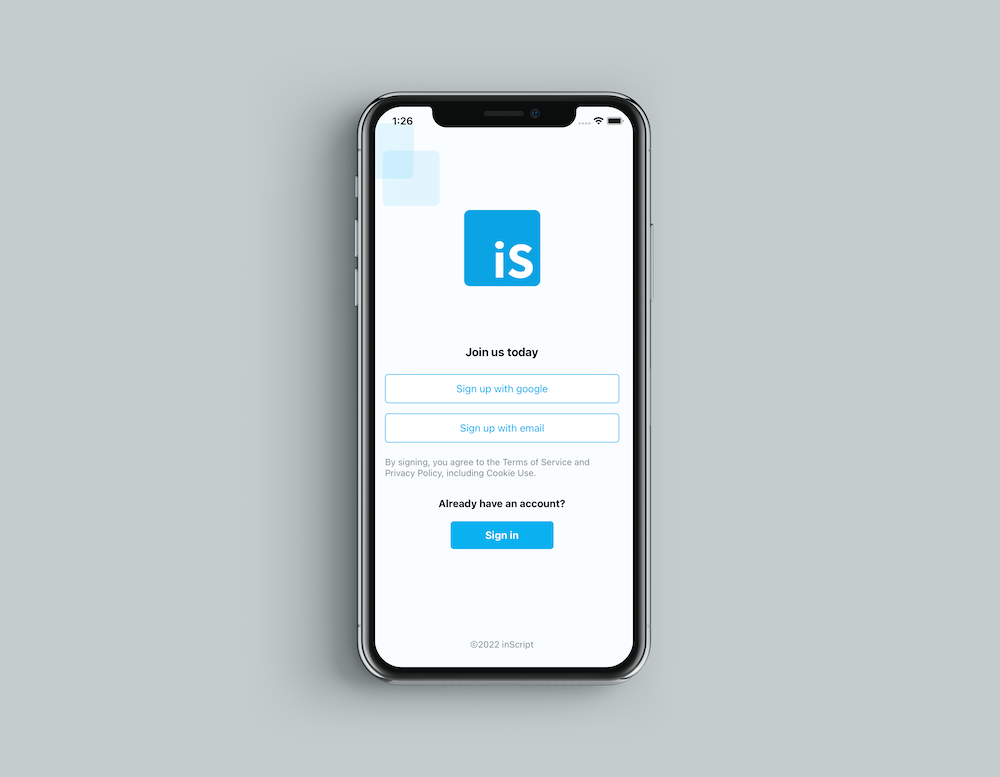 1:26
iS
Join us today
Sign up with google
Sign up with email
By signing, you agree to the Terms of Service and
Privacy Policy, including Cookie Use.
Already have an account?
Sign in
©2022 inScript